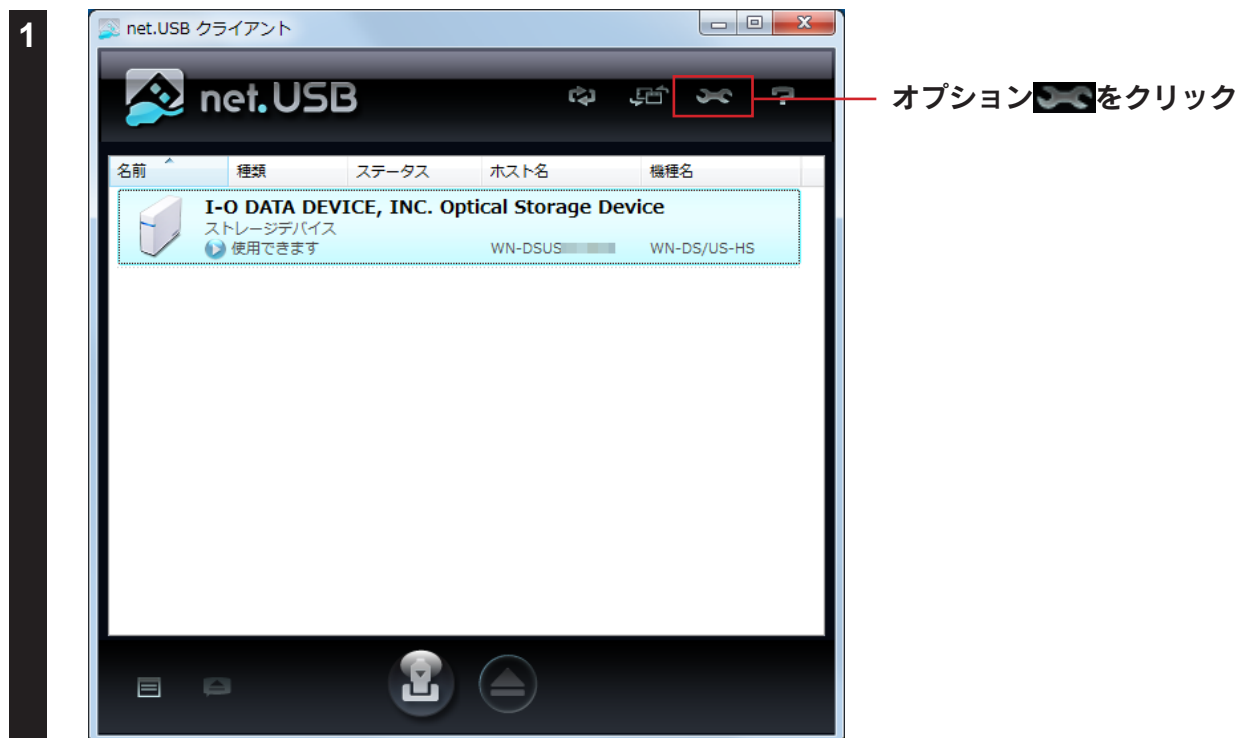 1
net.USB クライアント
net.USB
オプションをクリック
名前 種類 ステータス ホスト名 機種名
I-O DATA DEVICE, INC. Optical Storage Device
ストレージデバイス
使用できます WN-DSUS WN-DS/US-HS